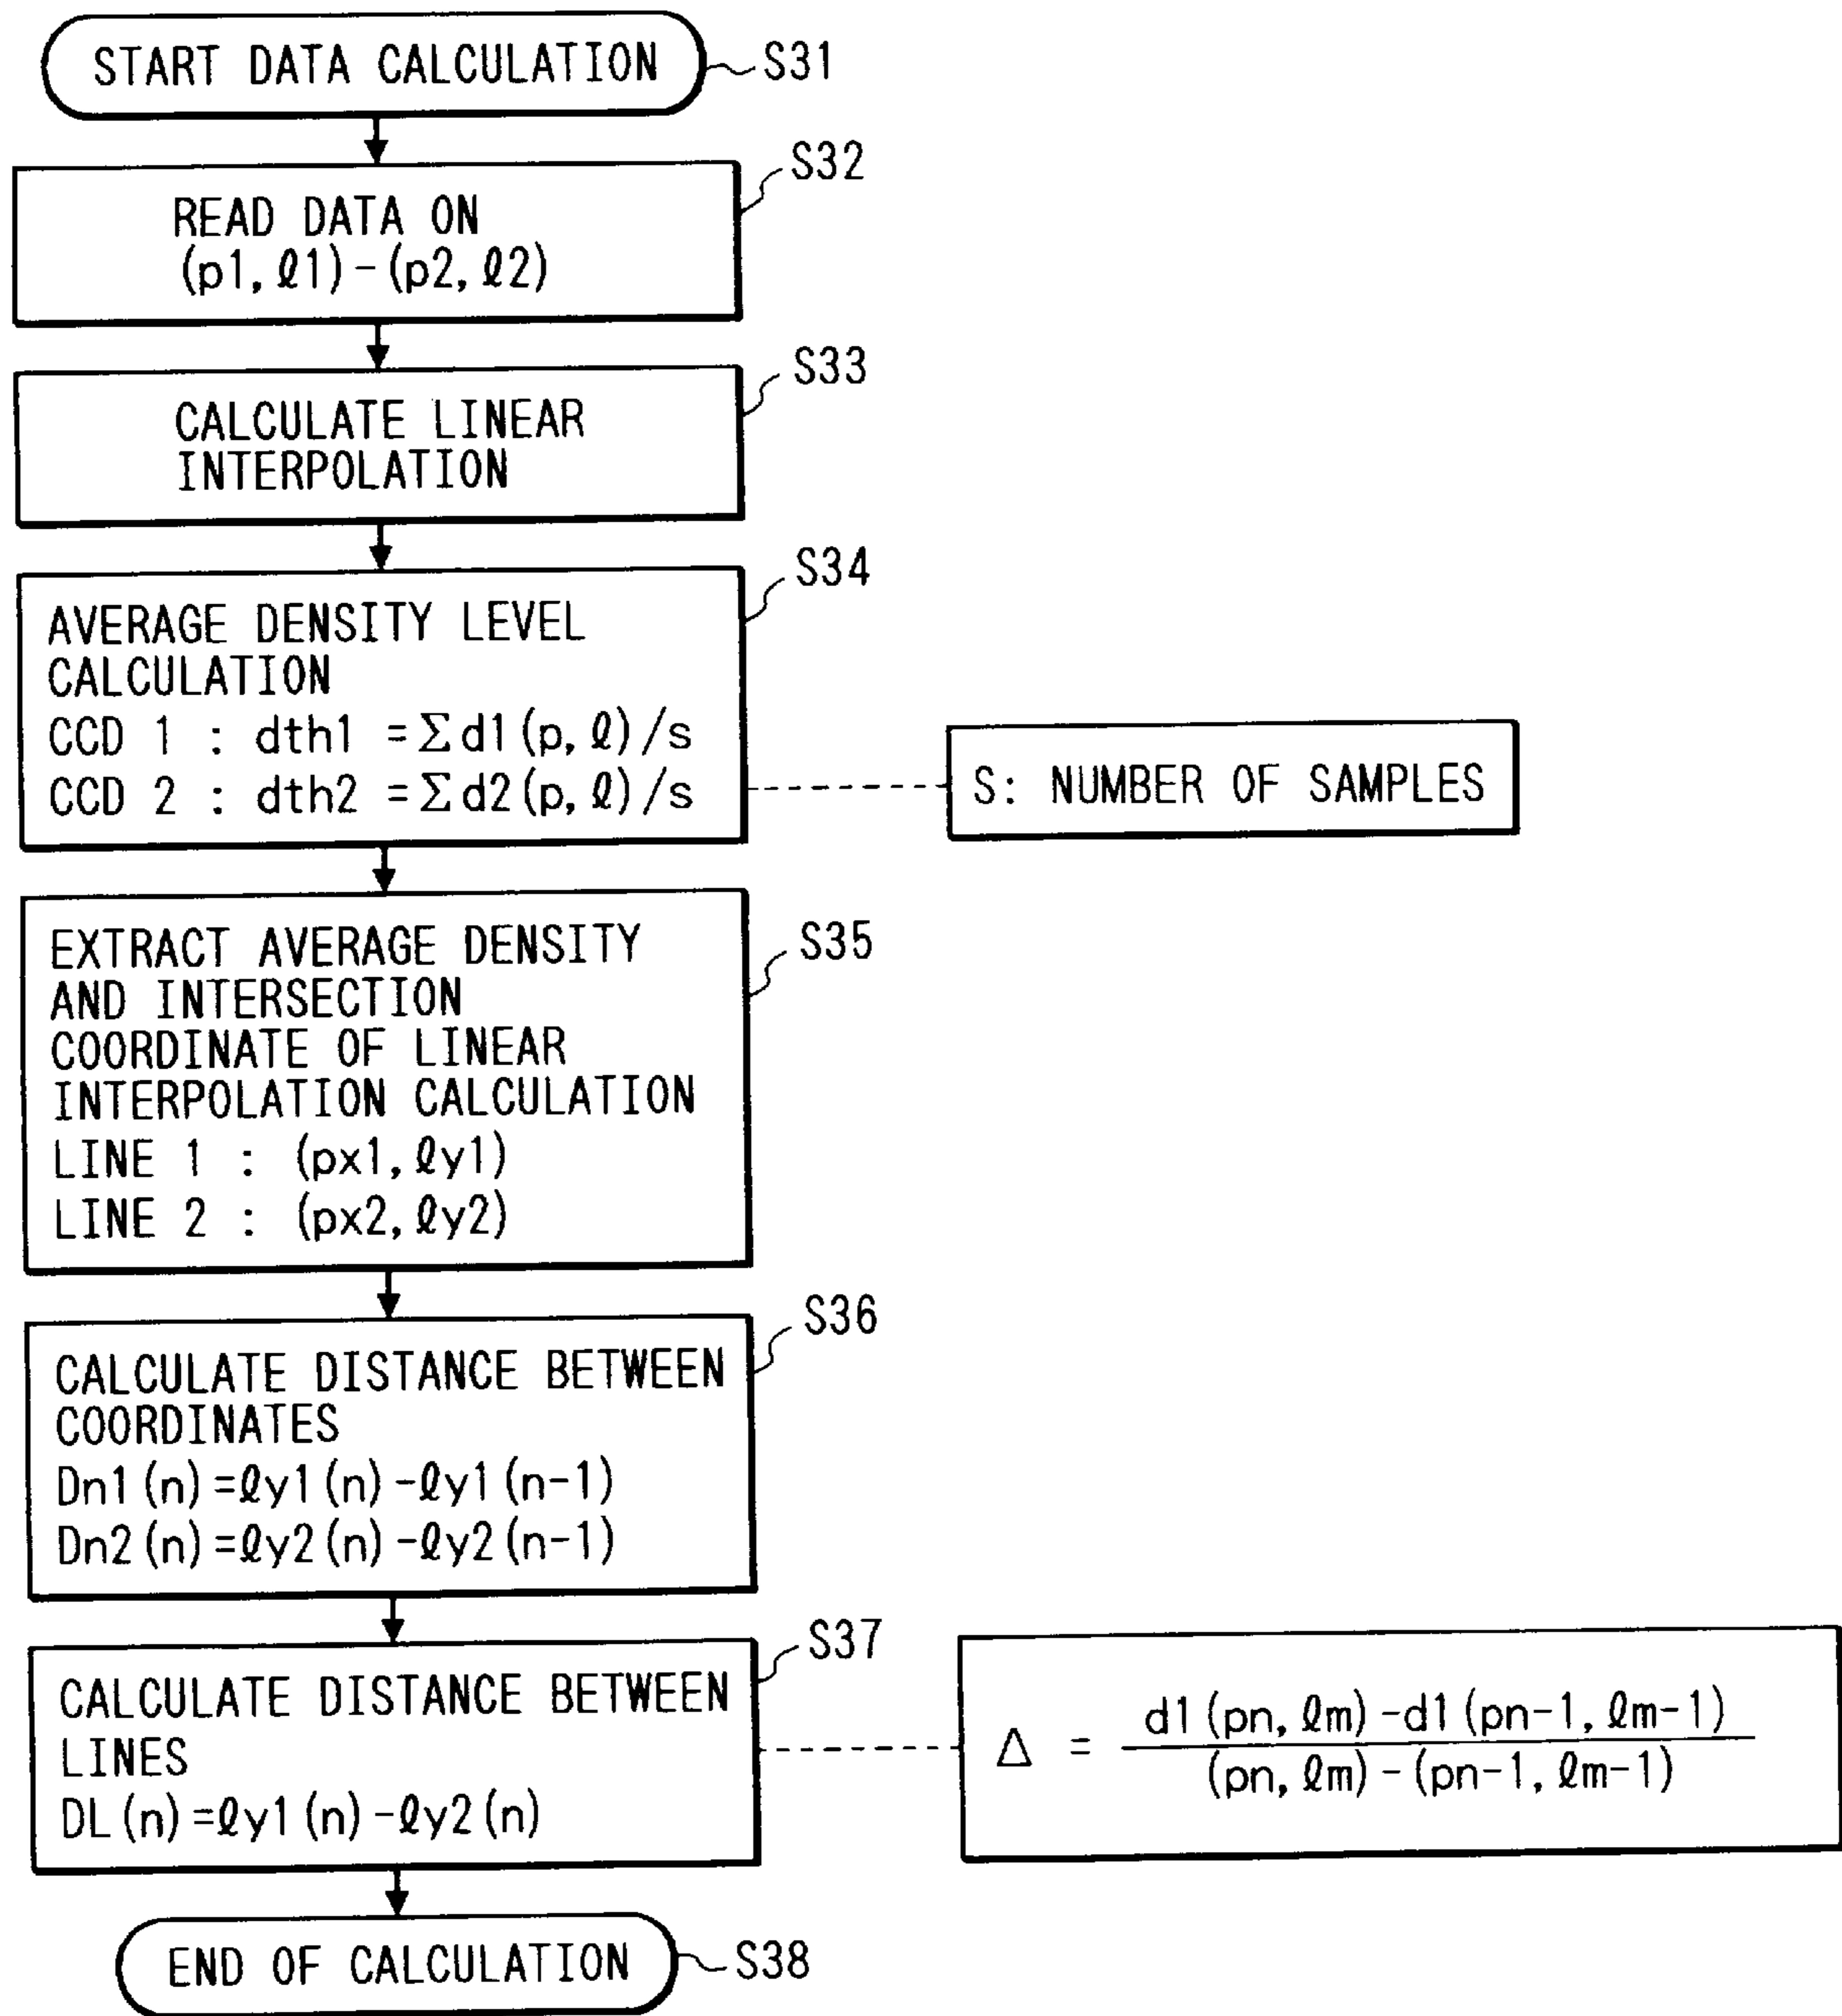 START DATA CALCULATION
S31
S32
READ DATA ON
(p1, ℓ1) - (p2, ℓ2)
S33
CALCULATE LINEAR
INTERPOLATION
S34
AVERAGE DENSITY LEVEL
CALCULATION
CCD 1 : dth1 = Σ d1 (p, ℓ) /s
CCD 2 : dth2 = Σ d2 (p, ℓ) /s
S: NUMBER OF SAMPLES
S35
EXTRACT AVERAGE DENSITY
AND INTERSECTION
COORDINATE OF LINEAR
INTERPOLATION CALCULATION
LINE 1 : (px1, ℓy1)
LINE 2 : (px2, ℓy2)
S36
CALCULATE DISTANCE BETWEEN
COORDINATES
Dn1 (n) =ℓy1 (n) -ℓy1 (n-1)
Dn2 (n) =ℓy2 (n) -ℓy2 (n-1)
S37
CALCULATE DISTANCE BETWEEN
LINES
DL (n) =ℓy1 (n) -ℓy2 (n)
d1 (pn, ℓm) -d1 (pn-1, ℓm-1)
Δ =
(pn, ℓm) - (pn-1, ℓm-1)
END OF CALCULATION
S38